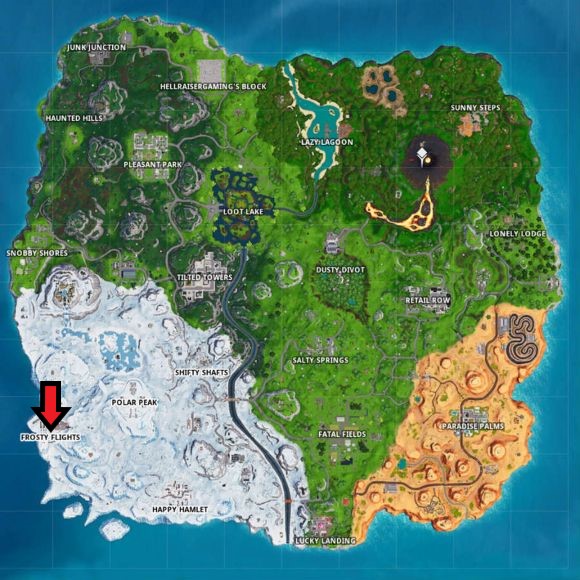 JUNK JUNCTION
HELLRAISERGAMING'S BLOCK
SUNNY STEPS
HAUNTED HILLS
LAZY LAGOON
PLEASANT PARK
LOOT LAKE
LONELY LODGE
SNOBBY SHORES
DUSTY DIVOT
TILTED TOWERS
RETAIL ROW
SALTY SPRINGS
SHIFTY SHAFTS
POLAR PEAK
PARADISE PALMS
FATAL FIELDS
FROSTY FLIGHTS
HAPPY HAMLET
LUCKY LANDING